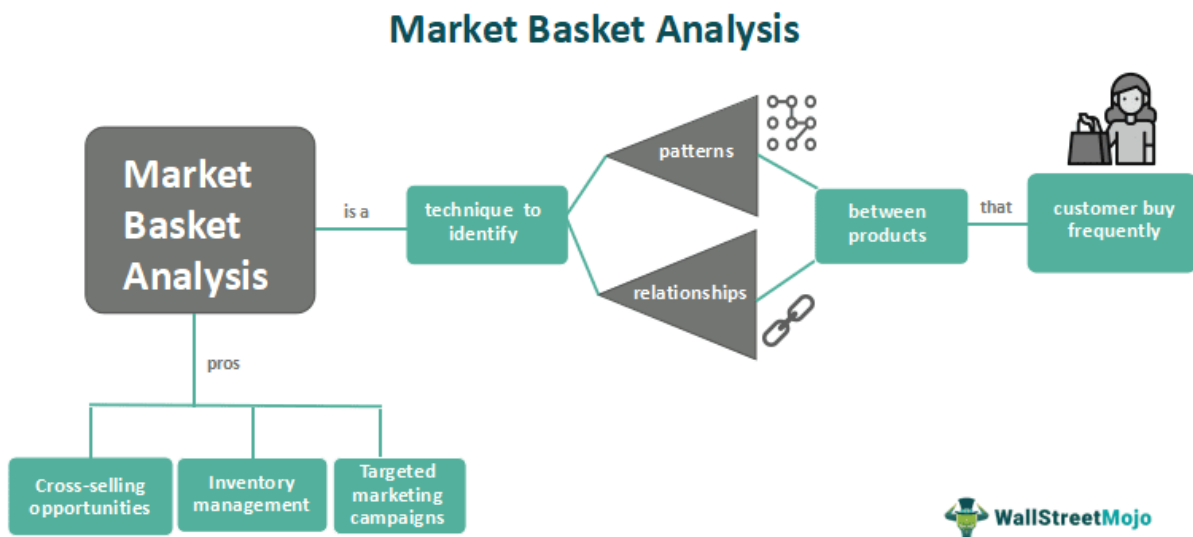 Market Basket Analysis
Market
Basket
Analysis
is a
technique to
identify
patterns
relationships
between
products
that
customer buy
frequently
pros
Cross-selling
opportunities
Inventory
management
Targeted
marketing
campaigns
WallStreetMojo